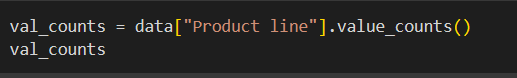 val_counts = data["Product line"].value_counts()
val_counts